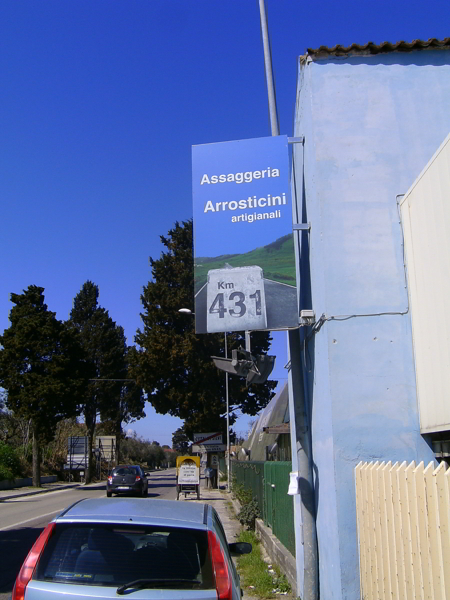 Assaggeria
Arrosticini
artigianali
Km
431